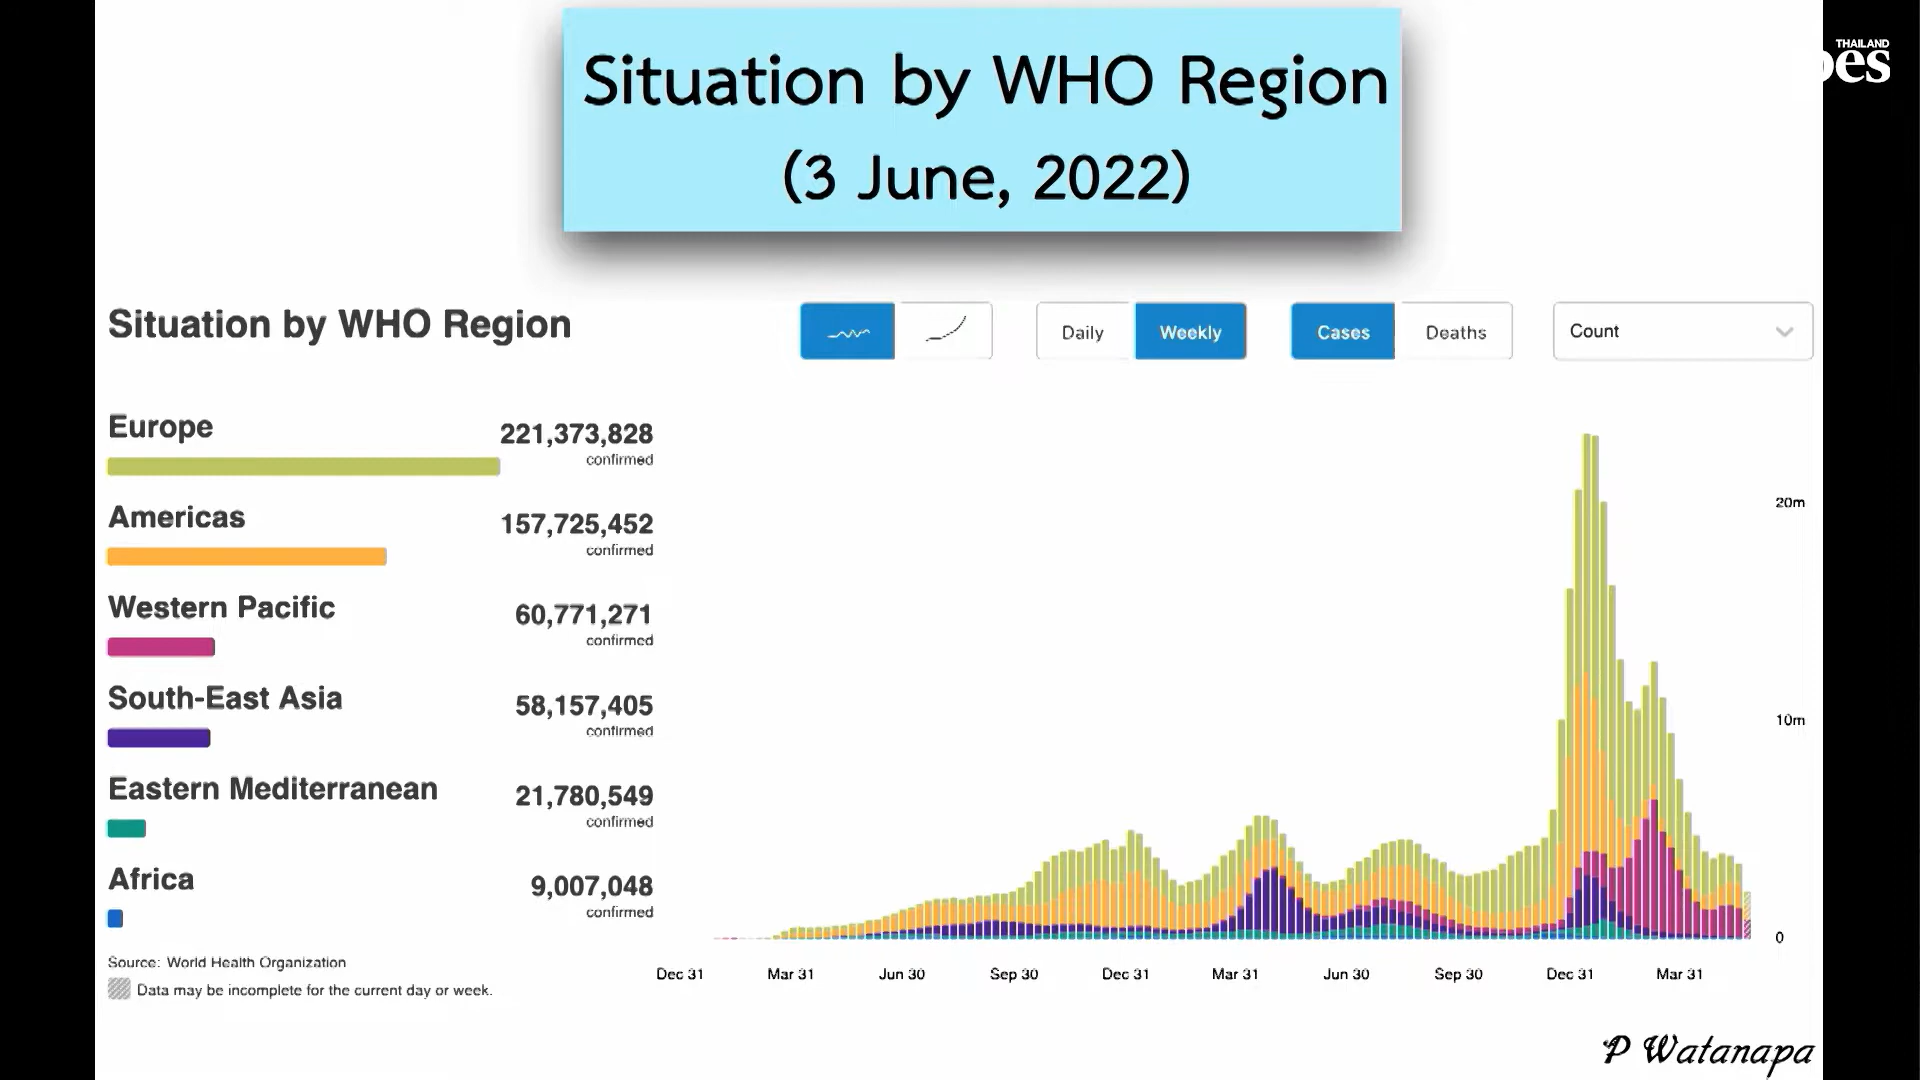 Situation by WHO Region
(3 June, 2022)
THAILAND
Situation by WHO Region
Daily
Weekly
Cases
Deaths
Count
Europe
221,373,828
confirmed
Americas
157,725,452
confirmed
Western Pacific
60,771,271
confirmed
South-East Asia
58,157,405
confirmed
Eastern Mediterranean
21,780,549
confirmed
Africa
9,007,048
confirmed
20m
10m
0
Dec 31
Mar 31
Jun 30
Sep 30
Dec 31
Mar 31
Jun 30
Sep 30
Dec 31
Mar 31
Source: World Health Organization
Data may be incomplete for the current day or week.
P Watanapa